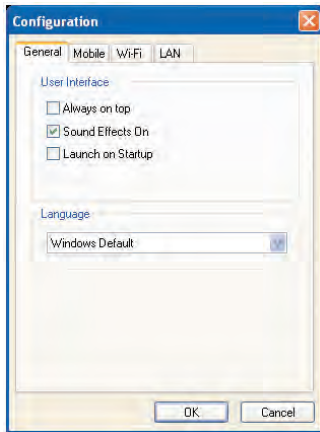 Configuration
General Mobile Wi-Fi LAN
User Interface
Always on top
Sound Effects On
Launch on Startup
Language
Windows Default
OK Cancel